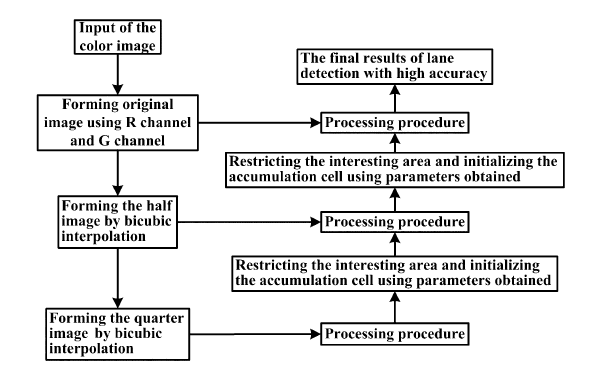 Input of the
color image
Forming original
image using R channel
and G channel
Forming the half
image by bicubic
interpolation
Forming the quarter
image by bicubic
interpolation
The final results of lane
detection with high accuracy
Processing procedure
Restricting the interesting area and initializing the
accumulation cell using parameters obtained
Processing procedure
Restricting the interesting area and initializing
the accumulation cell using parameters obtained
Processing procedure